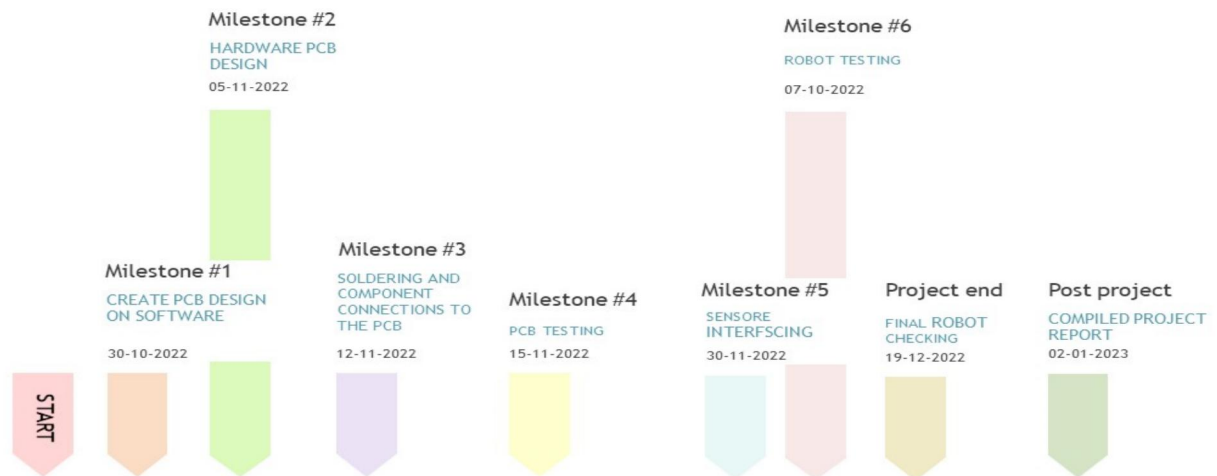 START
Milestone #1
CREATE PCB DESIGN
ON SOFTWARE
30-10-2022
Milestone #2
HARDWARE PCB
DESIGN
05-11-2022
Milestone #3
SOLDERING AND
COMPONENT
CONNECTIONS TO
THE PCB
12-11-2022
Milestone #4
PCB TESTING
15-11-2022
Milestone #5
SENSORE
INTERFSCING
30-11-2022
Milestone #6
ROBOT TESTING
07-10-2022
Project end
FINAL ROBOT
CHECKING
19-12-2022
Post project
COMPILED PROJECT
REPORT
02-01-2023